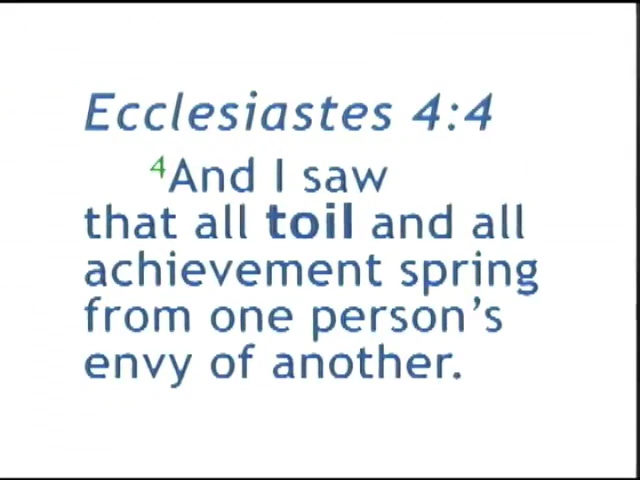 Ecclesiastes 4:4
4And I saw
that all toil and all
achievement spring
from one person's
envy of another.